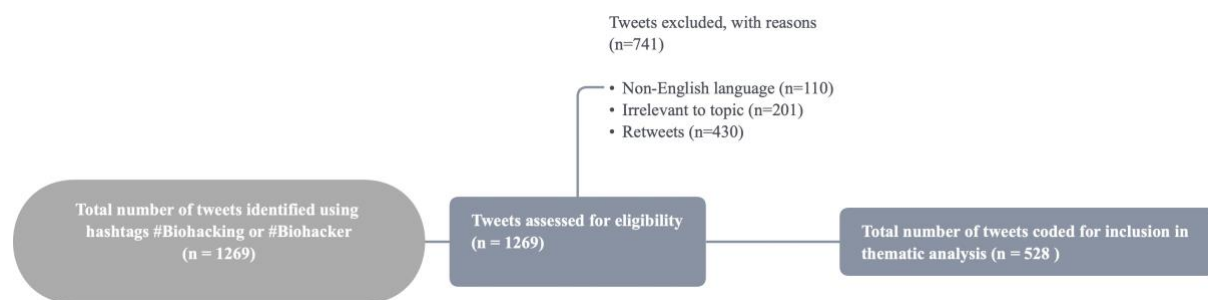 Tweets excluded, with reasons
(n=741)
• Non-English language (n=110)
• Irrelevant to topic (n=201)
• Retweets (n=430)
Total number of tweets identified using
hashtags #Biohacking or #Biohacker
(n = 1269)
Tweets assessed for eligibility
(n = 1269)
Total number of tweets coded for inclusion in
thematic analysis (n = 528 )